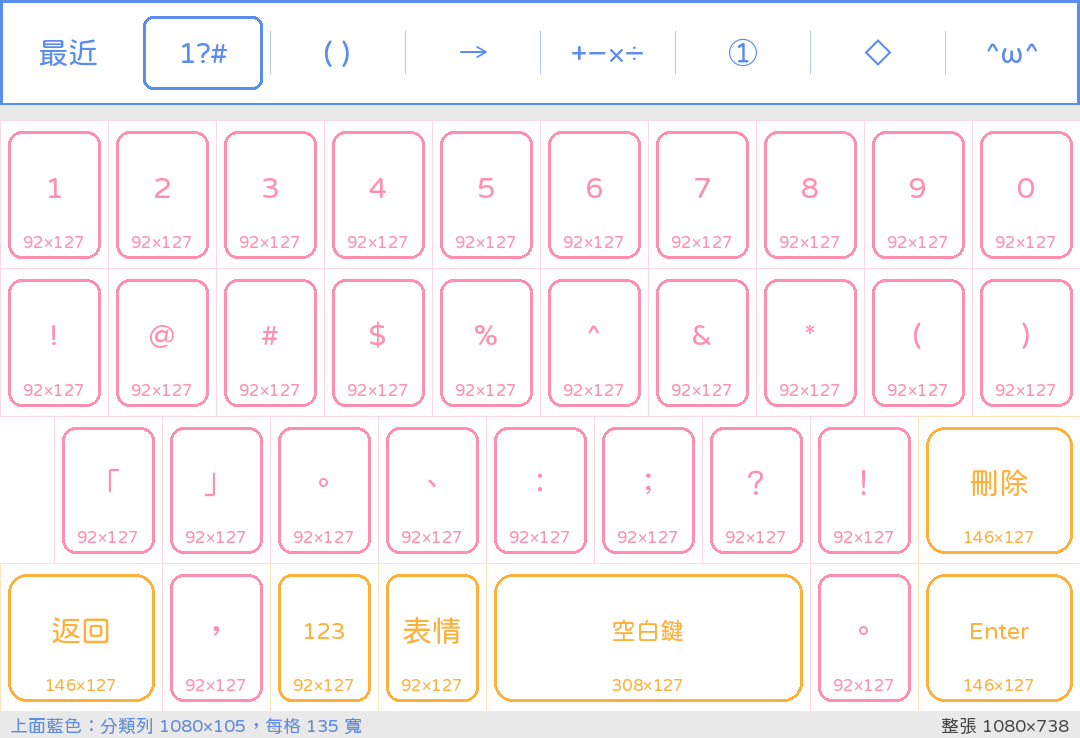 最近 1?# ( ) → +−×÷ ① ◇ ^ω^
1 2 3 4 5 6 7 8 9 0
92×127 92×127 92×127 92×127 92×127 92×127 92×127 92×127 92×127 92×127
! @ # $ % ^ & * ( )
92×127 92×127 92×127 92×127 92×127 92×127 92×127 92×127 92×127 92×127
「 」 。 、 : ; ? ! 刪除
92×127 92×127 92×127 92×127 92×127 92×127 92×127 92×127 146×127
返回 , 123 表情 空白鍵 。 Enter
146×127 92×127 92×127 92×127 308×127 92×127 146×127
上面藍色:分類列 1080×105,每格 135 寬 整張 1080×738